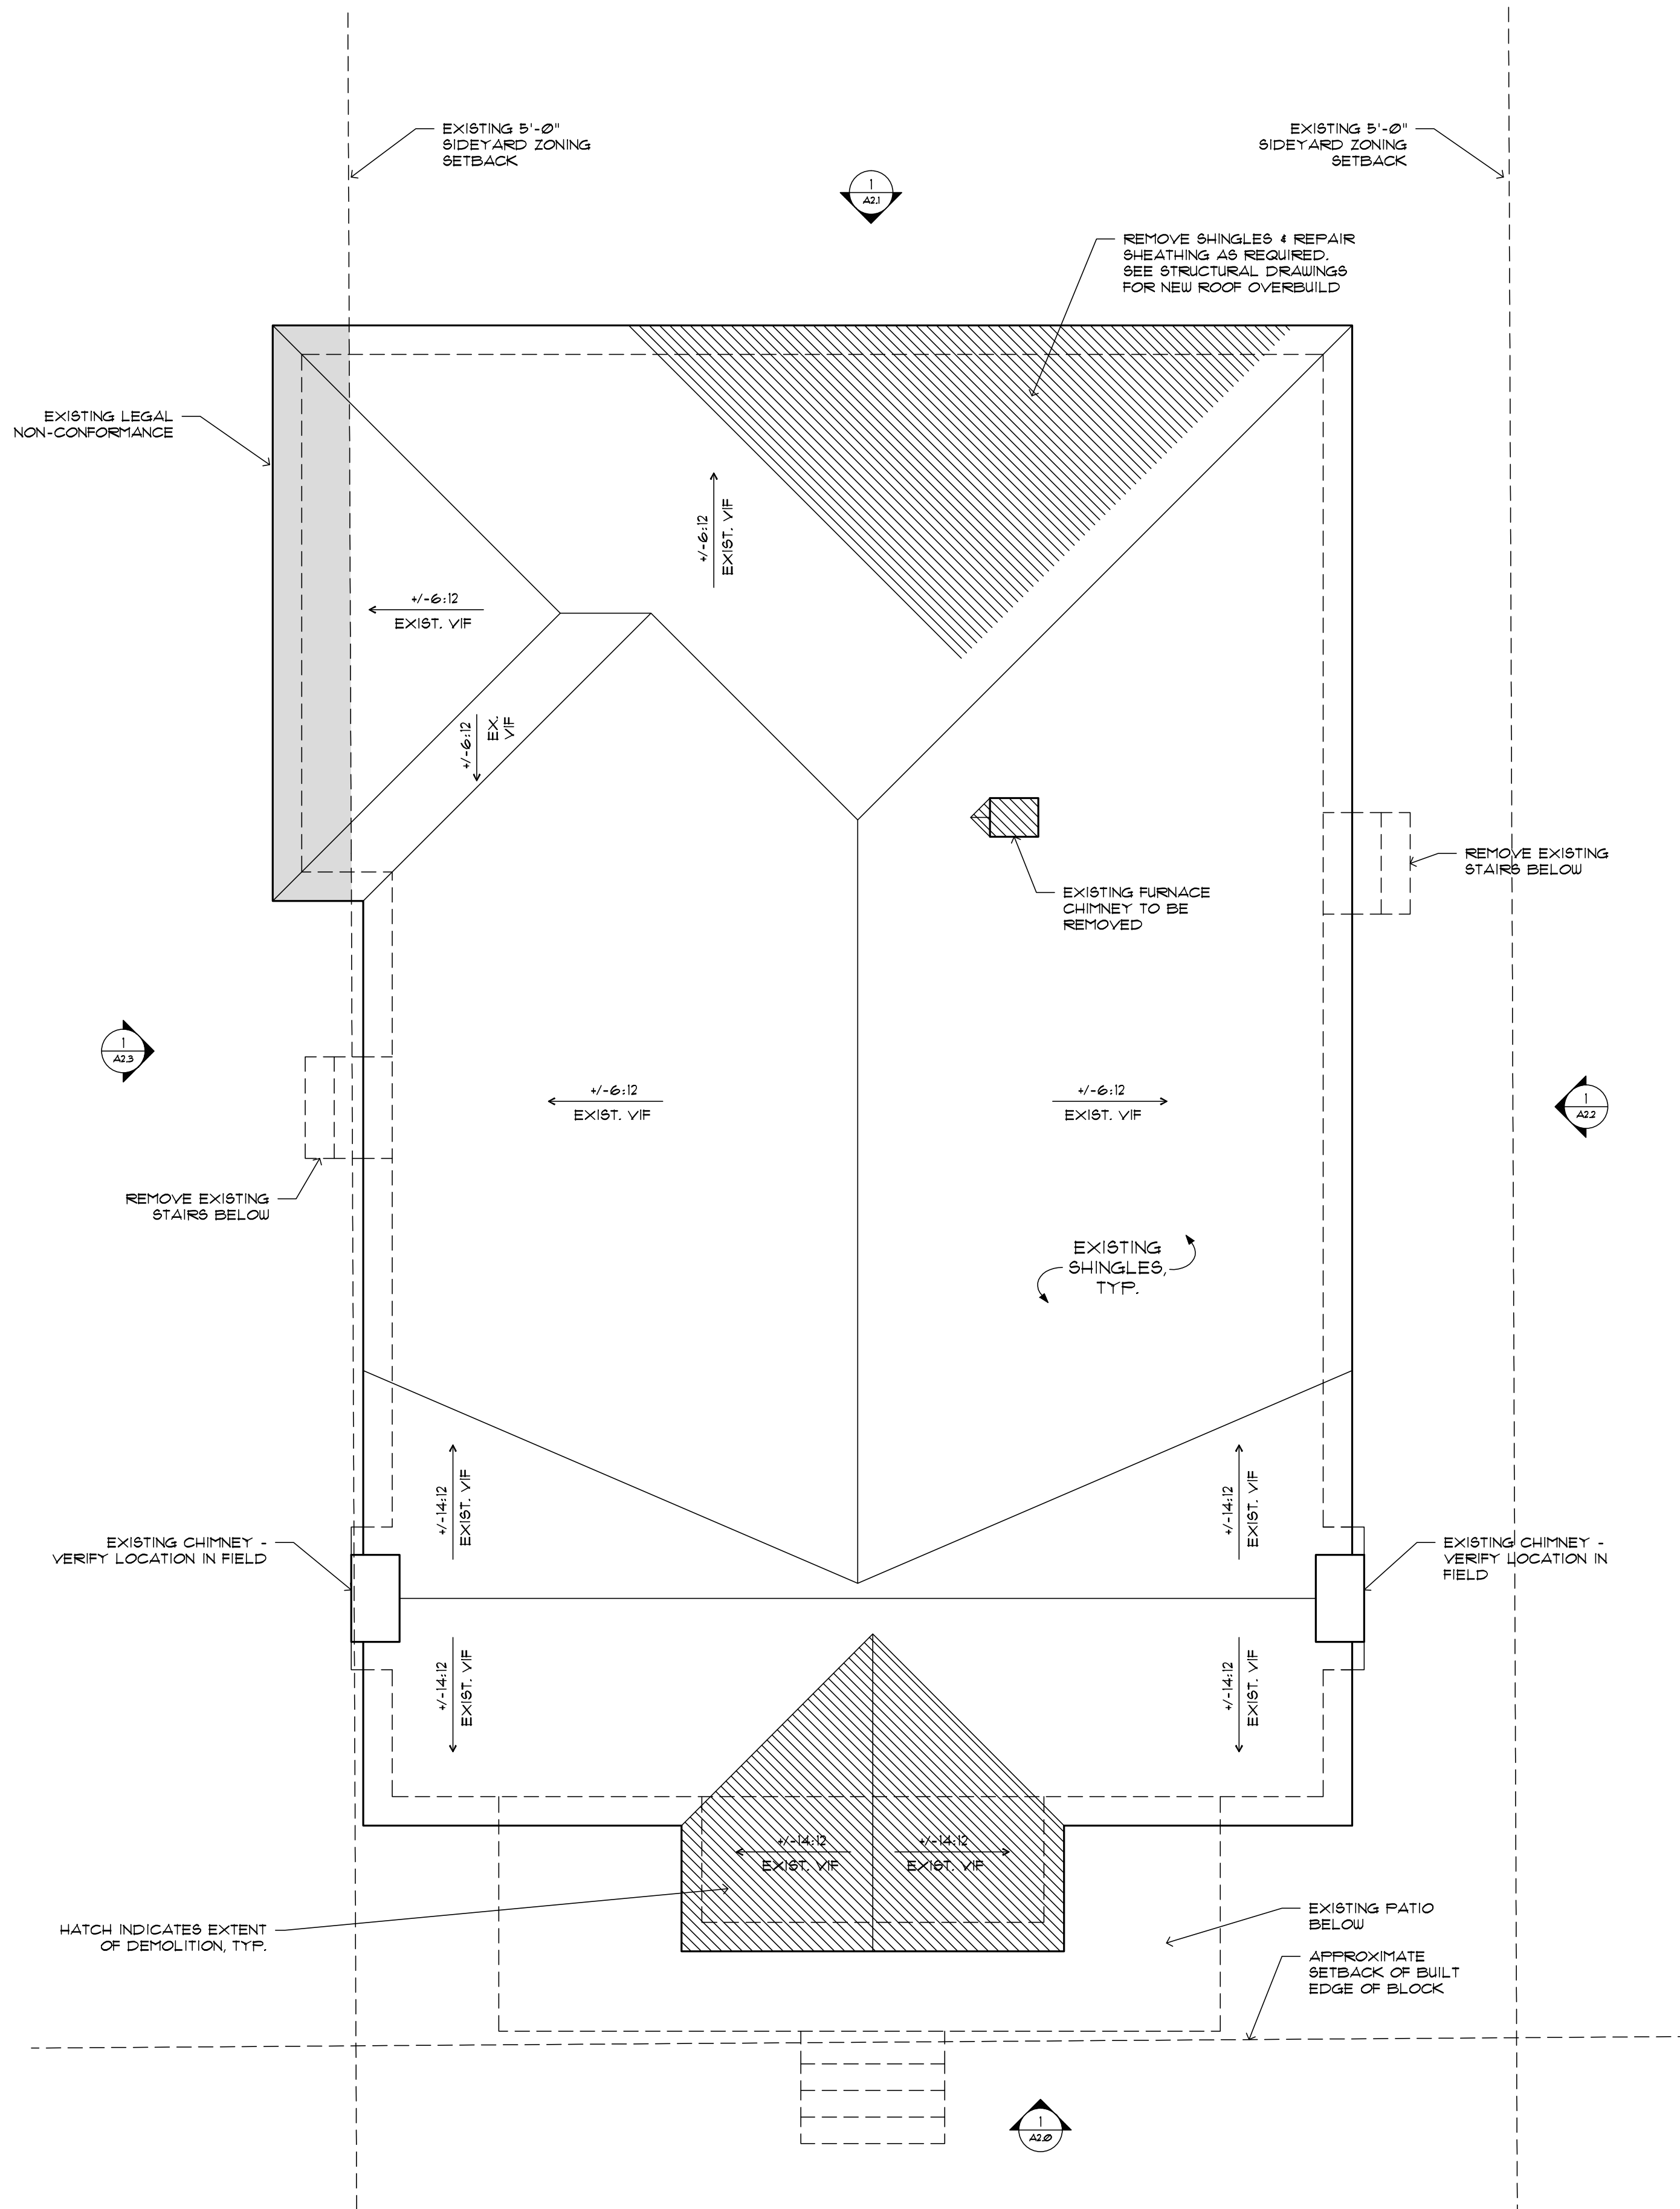 EXISTING 5'-0"
SIDEYARD ZONING
SETBACK
EXISTING 5'-0"
SIDEYARD ZONING
SETBACK
1
A2.1
REMOVE SHINGLES & REPAIR
SHEATHING AS REQUIRED.
SEE STRUCTURAL DRAWINGS
FOR NEW ROOF OVERBUILD
EXISTING LEGAL
NON-CONFORMANCE
+/-6:12
EXIST. VIF
+/-6:12
EXIST. VIF
+/-6:12
EX.
VIF
REMOVE EXISTING
STAIRS BELOW
EXISTING FURNACE
CHIMNEY TO BE
REMOVED
1
A2.3
+/-6:12
EXIST. VIF
+/-6:12
EXIST. VIF
1
A2.2
REMOVE EXISTING
STAIRS BELOW
EXISTING
SHINGLES,
TYP.
+/-14:12
EXIST. VIF
+/-14:12
EXIST. VIF
EXISTING CHIMNEY -
VERIFY LOCATION IN FIELD
EXISTING CHIMNEY -
VERIFY LOCATION IN
FIELD
+/-14:12
EXIST. VIF
+/-14:12
EXIST. VIF
+/-14:12
EXIST. VIF
+/-14:12
EXIST. VIF
HATCH INDICATES EXTENT
OF DEMOLITION, TYP.
EXISTING PATIO
BELOW
APPROXIMATE
SETBACK OF BUILT
EDGE OF BLOCK
1
A2.0